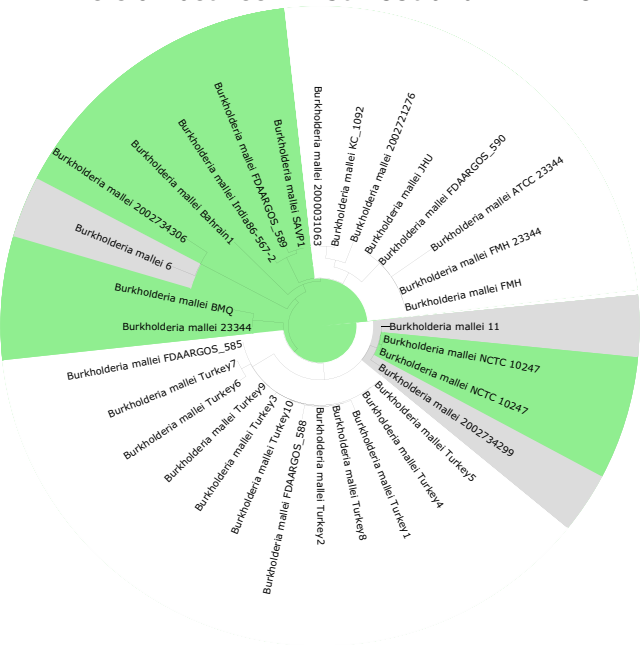 Burkholderia mallei 2000031063
Burkholderia mallei KC_1092
Burkholderia mallei 2002721276
Burkholderia mallei JHU
Burkholderia mallei FDAARGOS_590
Burkholderia mallei ATCC 23344
Burkholderia mallei FMH 23344
Burkholderia mallei FMH
Burkholderia mallei 11
Burkholderia mallei NCTC 10247
Burkholderia mallei NCTC 10247
Burkholderia mallei 2002734299
Burkholderia mallei Turkey5
Burkholderia mallei Turkey4
Burkholderia mallei Turkey1
Burkholderia mallei Turkey8
Burkholderia mallei Turkey2
Burkholderia mallei FDAARGOS_588
Burkholderia mallei Turkey10
Burkholderia mallei Turkey3
Burkholderia mallei Turkey9
Burkholderia mallei Turkey6
Burkholderia mallei Turkey7
Burkholderia mallei FDAARGOS_585
Burkholderia mallei 23344
Burkholderia mallei BMQ
Burkholderia mallei 6
Burkholderia mallei 2002734306
Burkholderia mallei Bahrain1
Burkholderia mallei India86-567-2
Burkholderia mallei FDAARGOS_589
Burkholderia mallei SAVP1